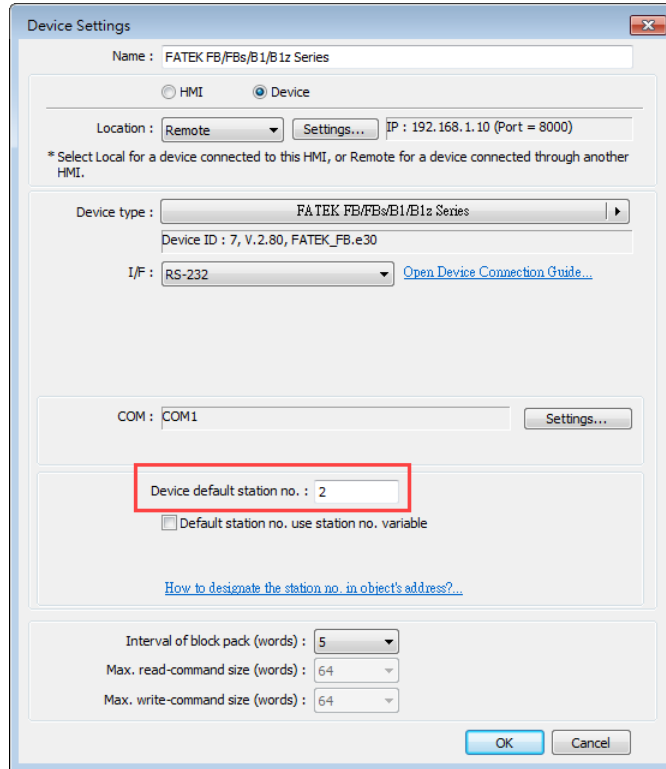 Device Settings
Name : FATEK FB/FBs/B1/B1z Series
HMI Device
Location : Remote Settings... IP : 192.168.1.10 (Port = 8000)
* Select Local for a device connected to this HMI, or Remote for a device connected through another
HMI.
Device type : FATEK FB/FBs/B1/B1z Series
Device ID : 7, V.2.80, FATEK_FB.e30
I/F : RS-232 Open Device Connection Guide...
COM : COM1 Settings...
Device default station no. : 2
Default station no. use station no. variable
How to designate the station no. in object's address?...
Interval of block pack (words) : 5
Max. read-command size (words) : 64
Max. write-command size (words) : 64
OK Cancel